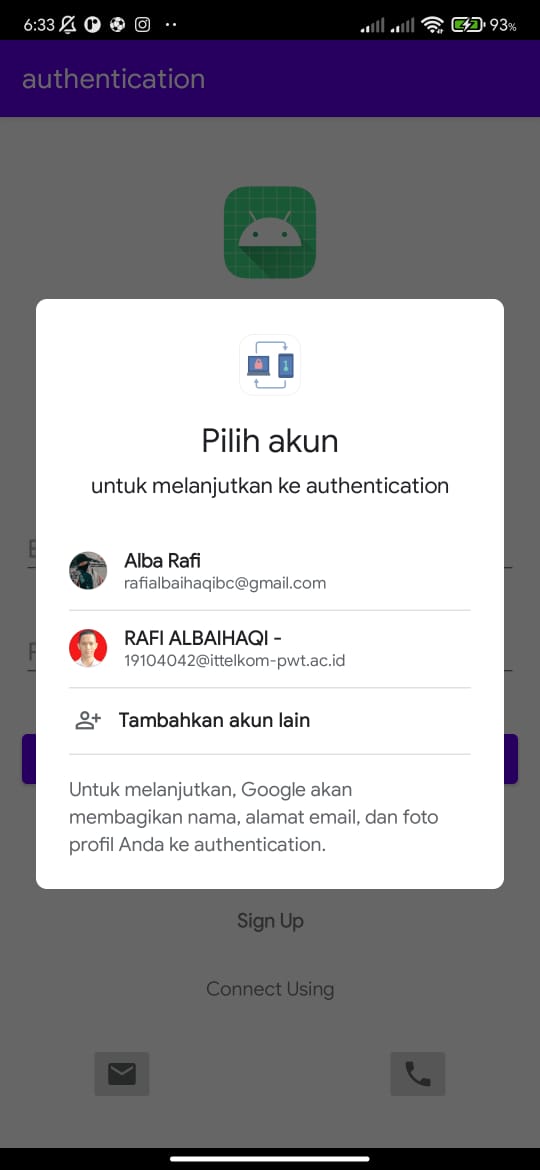 6:33
93%
authentication
Pilih akun
untuk melanjutkan ke authentication
Alba Rafi
rafialbaihaqibc@gmail.com
RAFI ALBAIHAQI -
19104042@ittelkom-pwt.ac.id
Tambahkan akun lain
Untuk melanjutkan, Google akan
membagikan nama, alamat email, dan foto
profil Anda ke authentication.
Sign Up
Connect Using